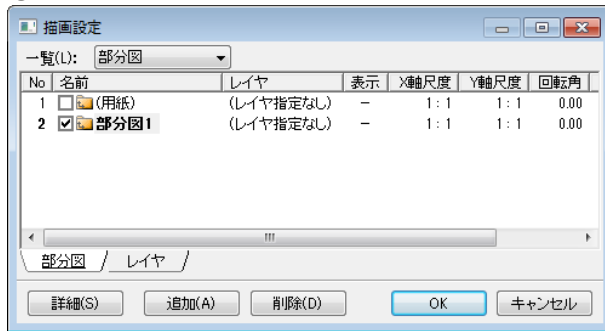 描画設定
一覧(L): 部分図
No 名前 レイヤ 表示 X軸尺度 Y軸尺度 回転角
1 (用紙) (レイヤ指定なし) － 1 : 1 1 : 1 0.00
2 部分図1 (レイヤ指定なし) － 1 : 1 1 : 1 0.00
部分図 レイヤ
詳細(S) 追加(A) 削除(D) OK キャンセル